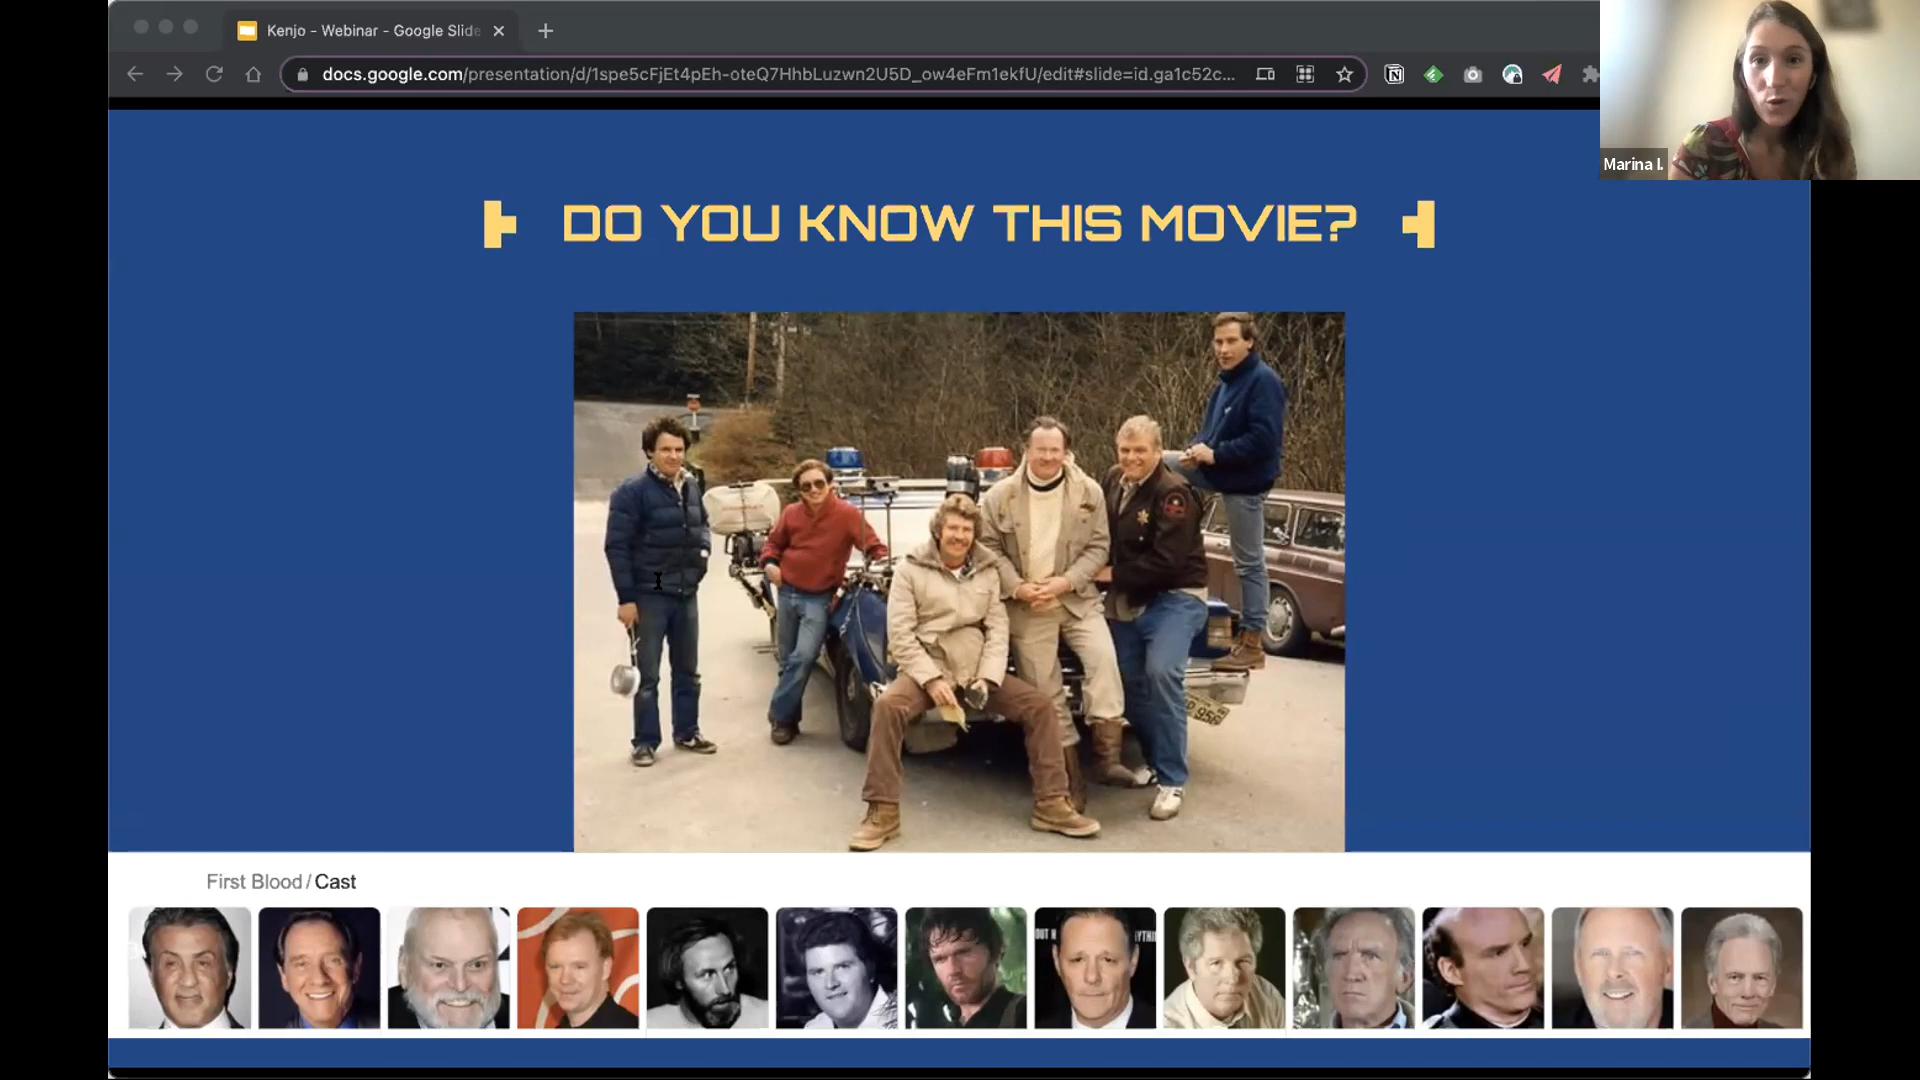 Kenjo - Webinar - Google Slide
docs.google.com/presentation/d/1spe5cFjEt4pEh-oteQ7HhbLuzwn2U5D_ow4eFm1ekfU/edit#slide=id.ga1c52c...
Marina I.
DO YOU KNOW THIS MOVIE?
First Blood / Cast